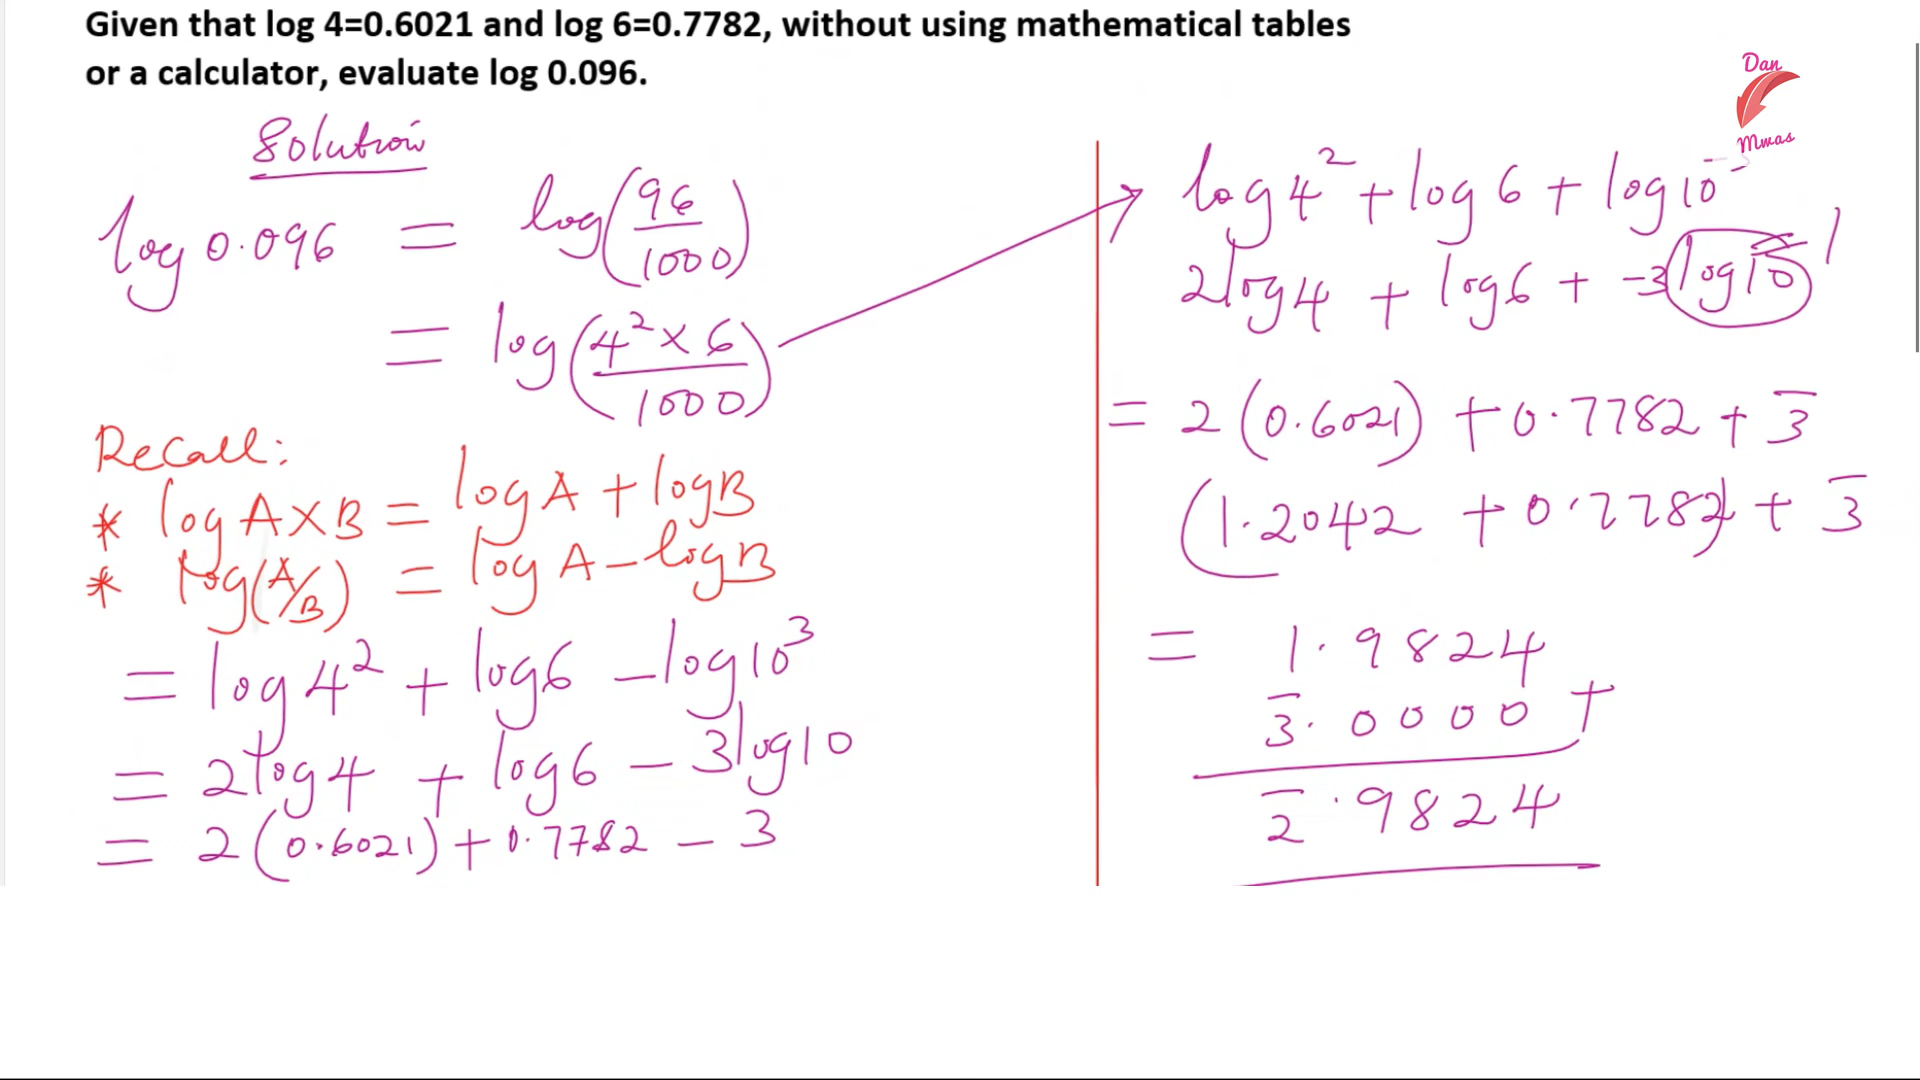 Given that log 4=0.6021 and log 6=0.7782, without using mathematical tables
or a calculator, evaluate log 0.096.
Dan
Mwas
Solution
log 0.096 = log(96/1000)
= log(4² × 6/1000)
Recall:
* log A×B = log A + log B
* log(A/B) = log A - log B
= log 4² + log 6 - log 10³
= 2log 4 + log 6 - 3log 10
= 2(0.6021) + 0.7782 - 3
log 4² + log 6 + log 10⁻
2log 4 + log 6 + -3log 10 1
= 2(0.6021) + 0.7782 + 3̅
(1.2042 + 0.7782) + 3̅
= 1.9824
3̅.0000 +
2̅.9824